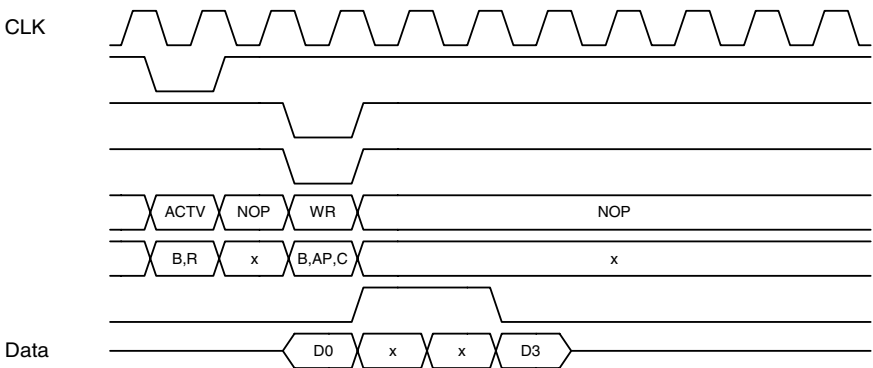 CLK
ACTV NOP WR NOP
B,R x B,AP,C x
Data D0 x x D3